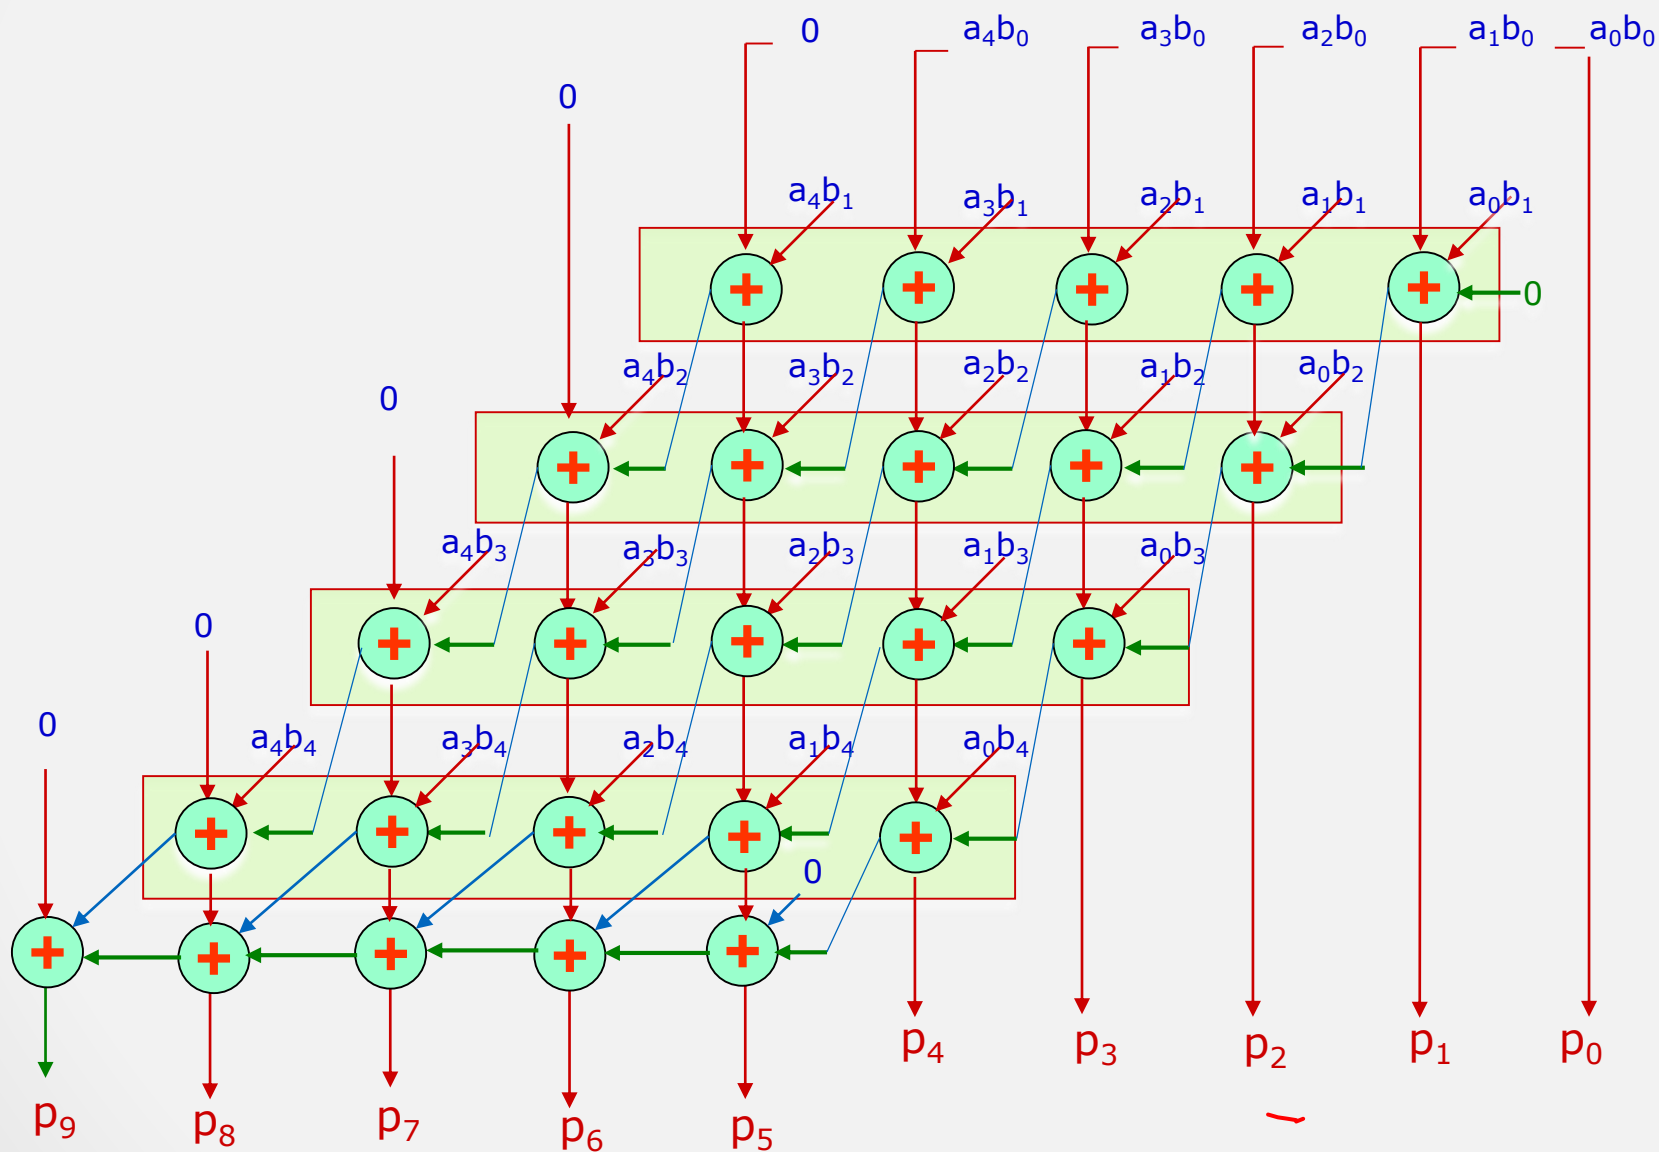 0 a₄b₀ a₃b₀ a₂b₀ a₁b₀ a₀b₀
0
a₄b₁ a₃b₁ a₂b₁ a₁b₁ a₀b₁
+ + + + + 0
0 a₄b₂ a₃b₂ a₂b₂ a₁b₂ a₀b₂
+ + + + +
a₄b₃ a₃b₃ a₂b₃ a₁b₃ a₀b₃
0
+ + + + +
0 a₄b₄ a₃b₄ a₂b₄ a₁b₄ a₀b₄
+ + + + +
0
+ + + + +
p₄ p₃ p₂ p₁ p₀
p₉ p₈ p₇ p₆ p₅